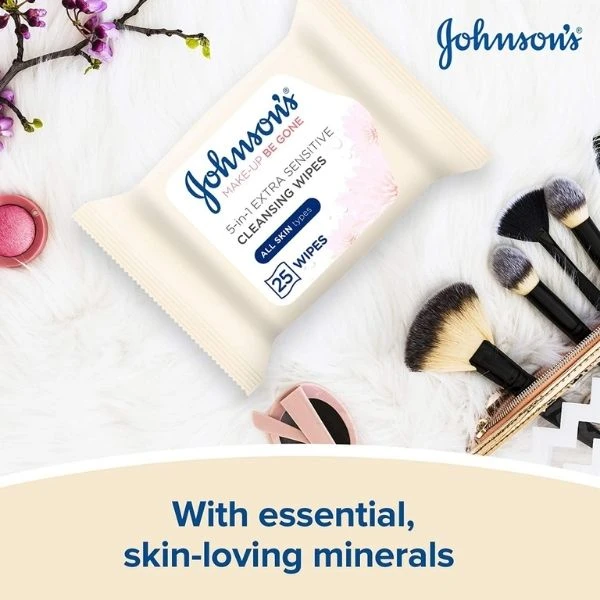 Johnson's®
Johnson's®
MAKE-UP BE GONE
5-in-1 EXTRA SENSITIVE
CLEANSING WIPES
ALL SKIN types
25 WIPES
With essential,
skin-loving minerals